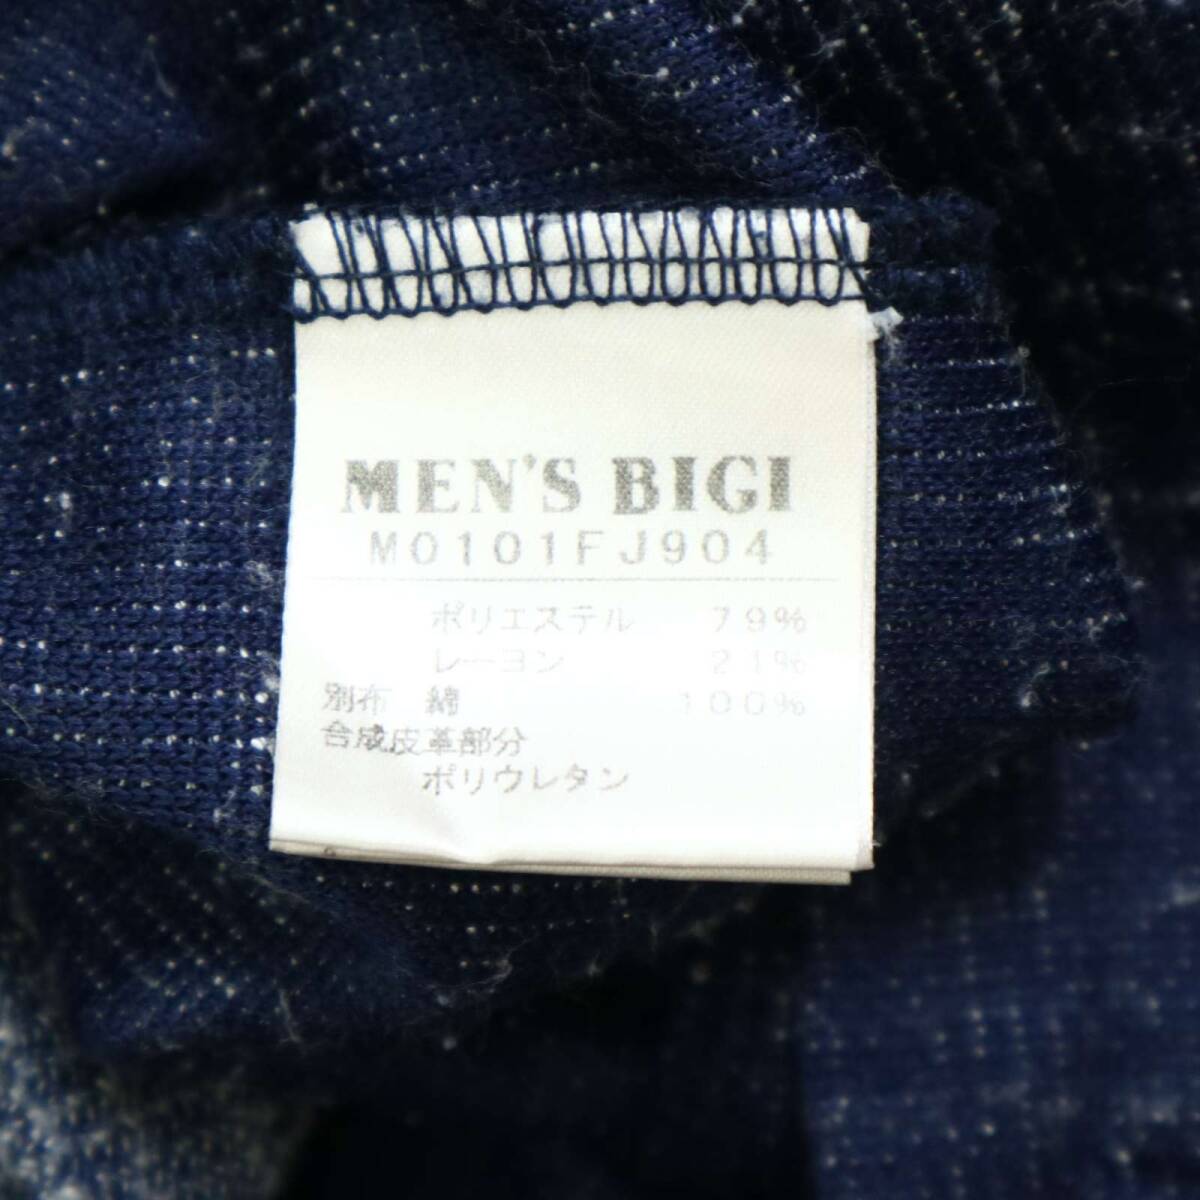 MEN'S BIGI
M0101FJ904
ポリエステル 79%
レーヨン 21%
別布 綿 100%
合成皮革部分
ポリウレタン